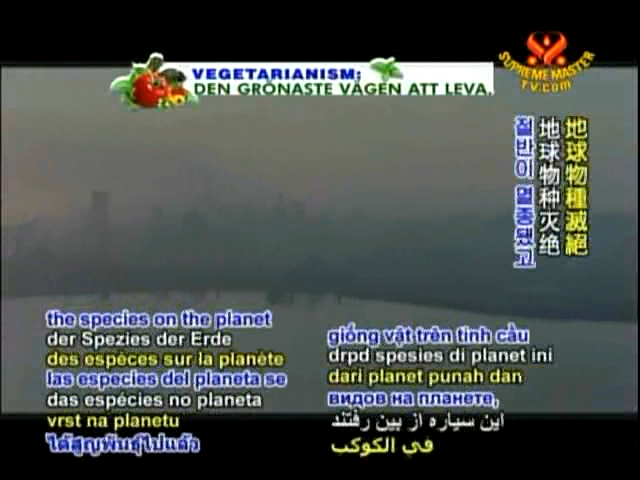 VEGETARIANISM:
DEN GRÖNASTE VÄGEN ATT LEVA.
SUPREME MASTER
TV.com
地球物種滅絕
地球物种灭绝
절반이 멸종됐고
the species on the planet
der Spezies der Erde
des espèces sur la planète
las especies del planeta se
das espécies no planeta
vrst na planetu
ได้สูญพันธุ์ไปแล้ว
giống vật trên tinh cầu
drpd spesies di planet ini
dari planet punah dan
видов на планете,
این سیاره از بین رفتند
في الكوكب